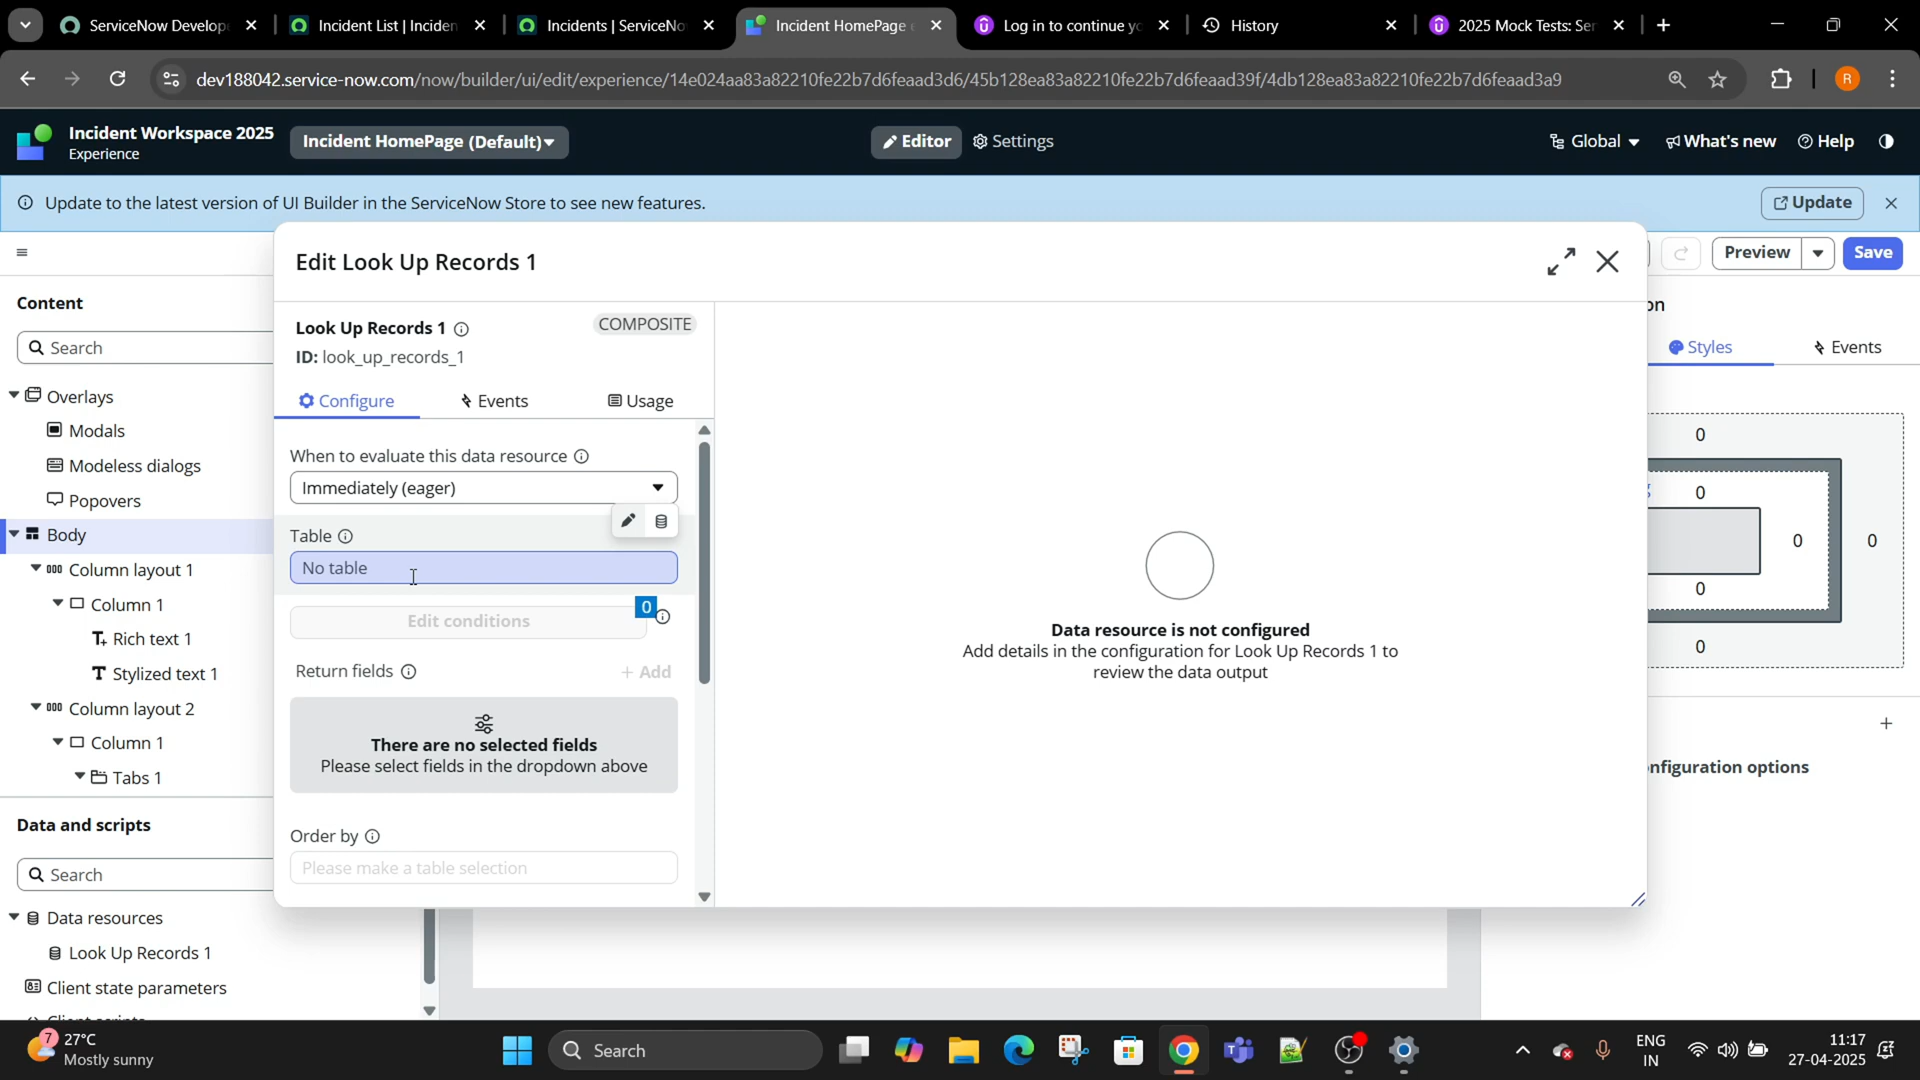 ServiceNow Develop
Incident List | Inciden
Incidents | ServiceNo
Incident HomePage e
Log in to continue yo
History
2025 Mock Tests: Ser
dev188042.service-now.com/now/builder/ui/edit/experience/14e024aa83a82210fe22b7d6feaad3d6/45b128ea83a82210fe22b7d6feaad39f/4db128ea83a82210fe22b7d6feaad3a9
R
Incident Workspace 2025
Experience
Incident HomePage (Default)
Editor
Settings
Global
What's new
Help
Update to the latest version of UI Builder in the ServiceNow Store to see new features.
Update
Edit Look Up Records 1
Preview
Save
Content
Search
Overlays
Modals
Modeless dialogs
Popovers
Body
Column layout 1
Column 1
Rich text 1
Stylized text 1
Column layout 2
Column 1
Tabs 1
Data and scripts
Search
Data resources
Look Up Records 1
Client state parameters
Look Up Records 1
COMPOSITE
ID: look_up_records_1
Configure
Events
Usage
When to evaluate this data resource
Immediately (eager)
Table
No table
Edit conditions
0
Return fields
+ Add
There are no selected fields
Please select fields in the dropdown above
Order by
Please make a table selection
Data resource is not configured
Add details in the configuration for Look Up Records 1 to
review the data output
on
Styles
Events
0
0
0
0
0
0
nfiguration options
7
27°C
Mostly sunny
Search
ENG
IN
11:17
27-04-2025